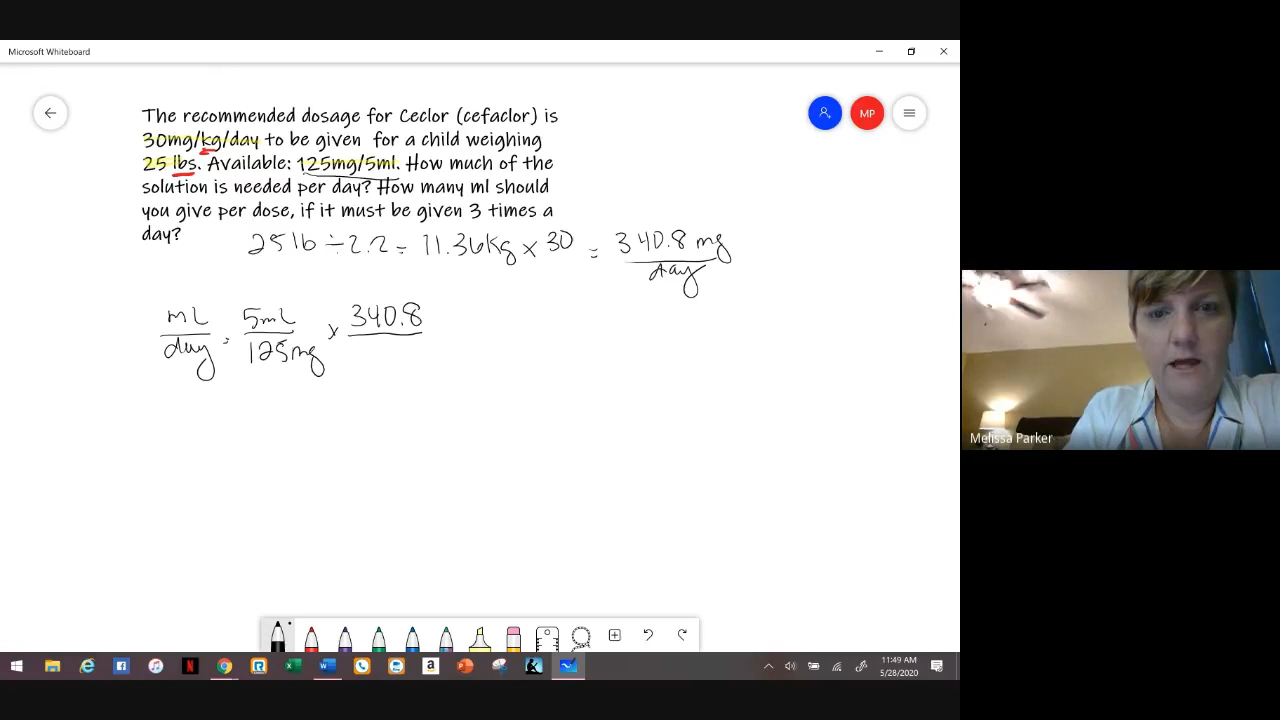 Microsoft Whiteboard
The recommended dosage for Ceclor (cefaclor) is
30mg/kg/day to be given for a child weighing
25 lbs. Available: 125mg/5ml. How much of the
solution is needed per day? How many ml should
you give per dose, if it must be given 3 times a
day?
MP
25 lb ÷ 2.2 = 11.36 kg × 30 = 340.8 mg
day
mL 5mL × 340.8
day = 125mg
Melissa Parker
11:49 AM
5/28/2020